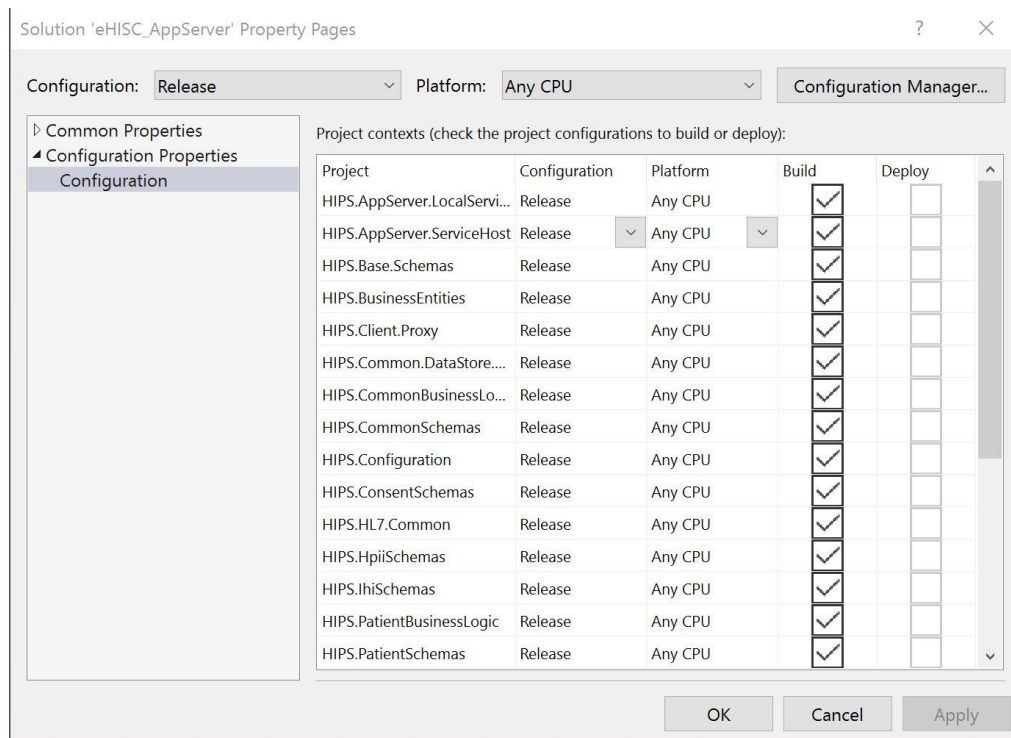 Solution 'eHISC_AppServer' Property Pages
Configuration: Release Platform: Any CPU Configuration Manager...
Common Properties
Configuration Properties
Configuration
Project contexts (check the project configurations to build or deploy):
Project Configuration Platform Build Deploy
HIPS.AppServer.LocalServi... Release Any CPU
HIPS.AppServer.ServiceHost Release Any CPU
HIPS.Base.Schemas Release Any CPU
HIPS.BusinessEntities Release Any CPU
HIPS.Client.Proxy Release Any CPU
HIPS.Common.DataStore.... Release Any CPU
HIPS.CommonBusinessLo... Release Any CPU
HIPS.CommonSchemas Release Any CPU
HIPS.Configuration Release Any CPU
HIPS.ConsentSchemas Release Any CPU
HIPS.HL7.Common Release Any CPU
HIPS.HpiiSchemas Release Any CPU
HIPS.IhiSchemas Release Any CPU
HIPS.PatientBusinessLogic Release Any CPU
HIPS.PatientSchemas Release Any CPU
OK Cancel Apply